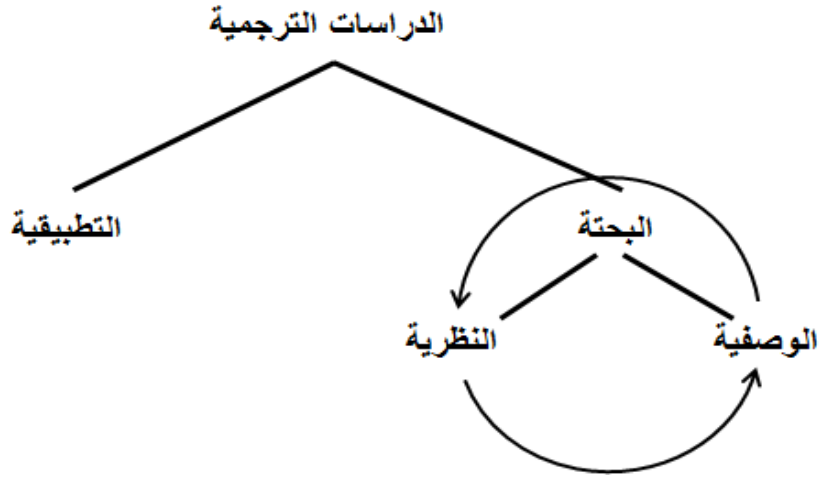 الدراسات الترجمية
البحتة
التطبيقية
الوصفية
النظرية